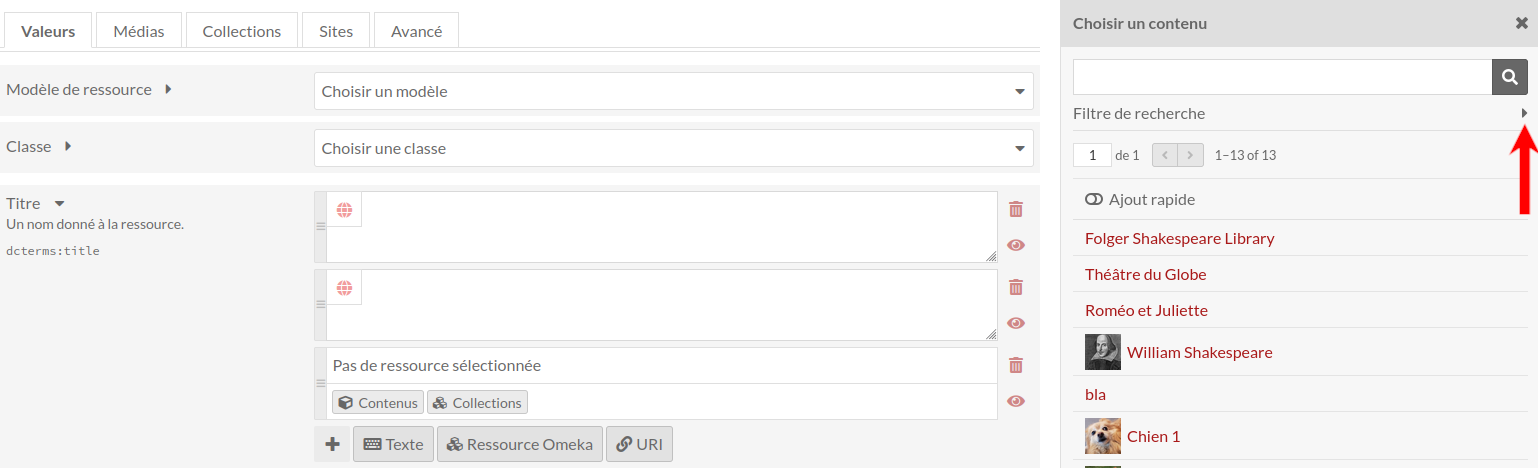 Valeurs
Médias
Collections
Sites
Avancé
Modèle de ressource
Choisir un modèle
Classe
Choisir une classe
Titre
Un nom donné à la ressource.
dcterms:title
Pas de ressource sélectionnée
Contenus
Collections
Texte
Ressource Omeka
URI
Choisir un contenu
Filtre de recherche
1 de 1
1–13 of 13
Ajout rapide
Folger Shakespeare Library
Théâtre du Globe
Roméo et Juliette
William Shakespeare
bla
Chien 1